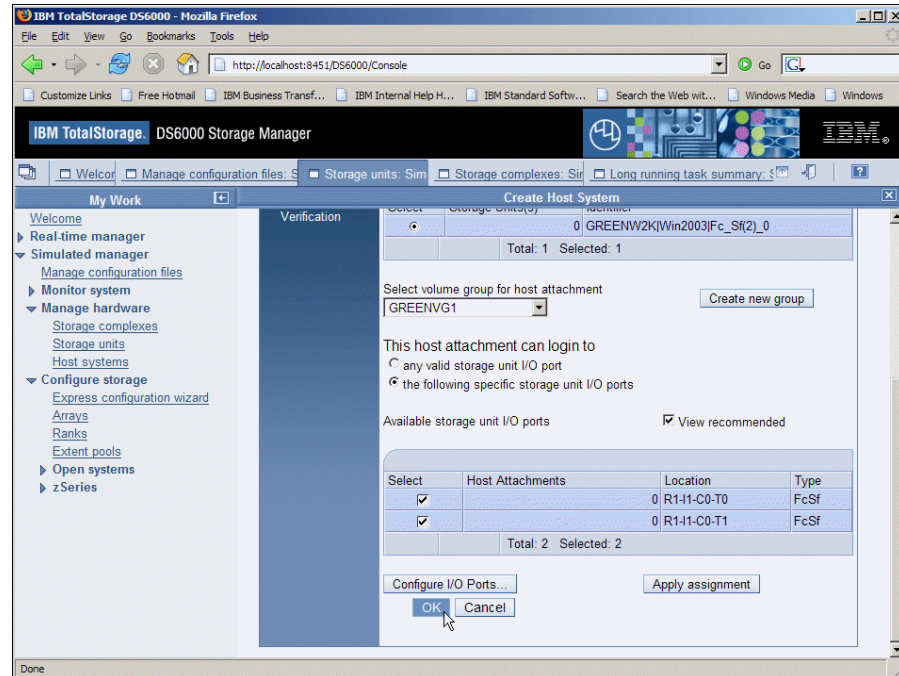 IBM TotalStorage DS6000 - Mozilla Firefox
File Edit View Go Bookmarks Tools Help
http://localhost:8451/DS6000/Console
Go
Customize Links Free Hotmail IBM Business Transf... IBM Internal Help H... IBM Standard Softw... Search the Web wit... Windows Media Windows
IBM TotalStorage. DS6000 Storage Manager
IBM
Welcor Manage configuration files: S Storage units: Sim Storage complexes: Sir Long running task summary: S
My Work
Create Host System
Welcome
Real-time manager
Simulated manager
Manage configuration files
Monitor system
Manage hardware
Storage complexes
Storage units
Host systems
Configure storage
Express configuration wizard
Arrays
Ranks
Extent pools
Open systems
zSeries
Verification
Select Storage Units(s) Identifier
0 GREENW2K|Win2003|Fc_Sf(2)_0
Total: 1 Selected: 1
Select volume group for host attachment
GREENVG1
Create new group
This host attachment can login to
any valid storage unit I/O port
the following specific storage unit I/O ports
Available storage unit I/O ports
View recommended
Select Host Attachments Location Type
0 R1-I1-C0-T0 FcSf
0 R1-I1-C0-T1 FcSf
Total: 2 Selected: 2
Configure I/O Ports...
Apply assignment
OK Cancel
Done